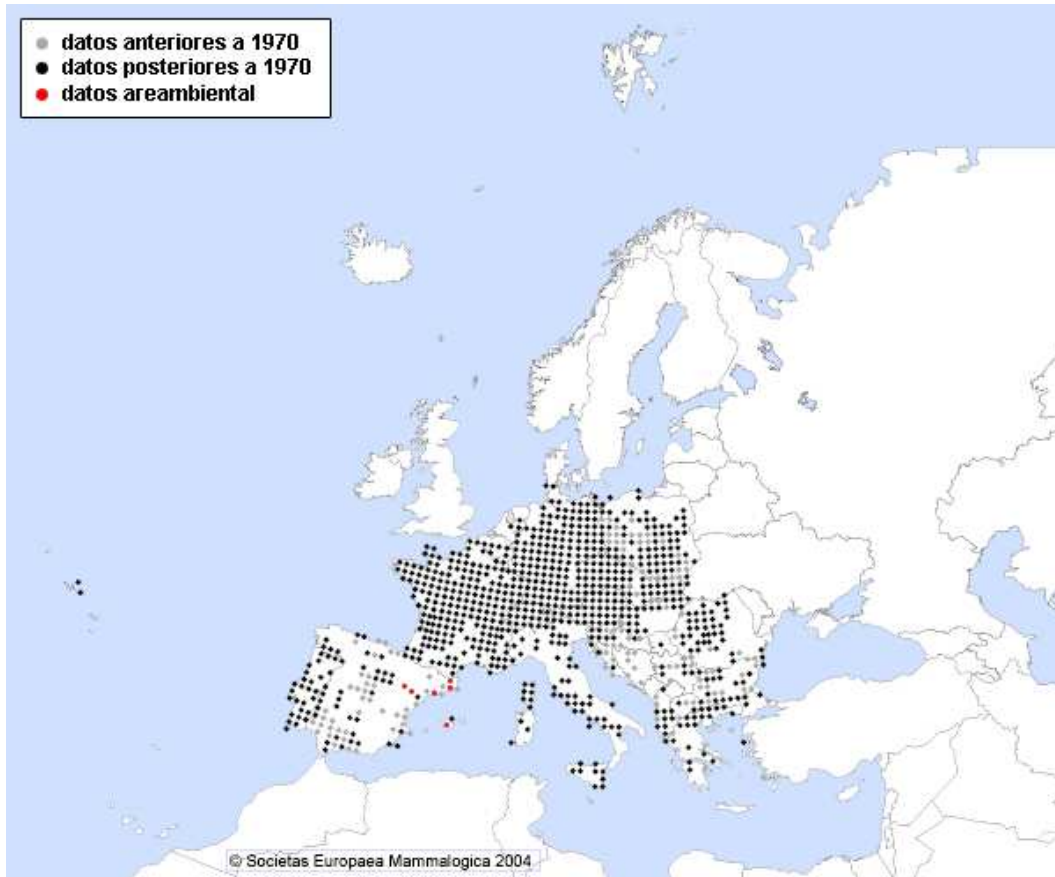 datos anteriores a 1970
datos posteriores a 1970
datos areambiental
© Societas Europaea Mammalogica 2004